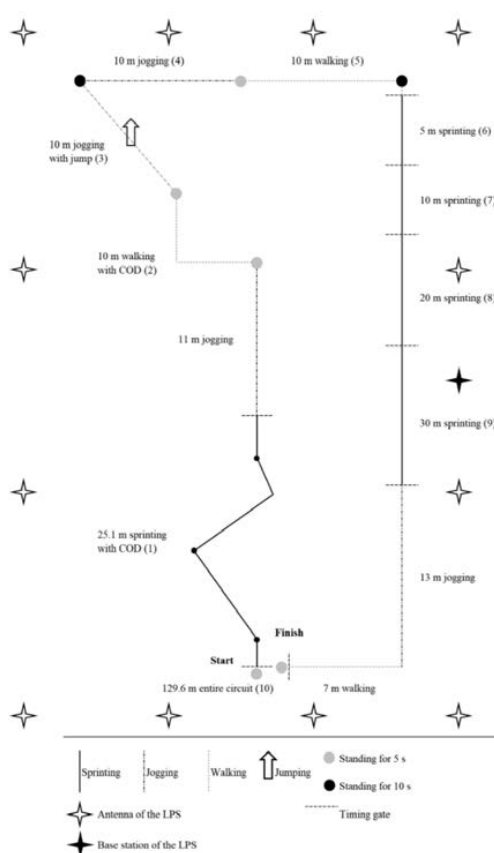 10 m jogging (4)
10 m walking (5)
5 m sprinting (6)
10 m jogging
with jump (3)
10 m sprinting (7)
10 m walking
with COD (2)
20 m sprinting (8)
11 m jogging
30 m sprinting (9)
25.1 m sprinting
with COD (1)
13 m jogging
Finish
Start
129.6 m entire circuit (10)
7 m walking
Sprinting
Jogging
Walking
Jumping
Standing for 5 s
Standing for 10 s
Antenna of the LPS
Timing gate
Base station of the LPS